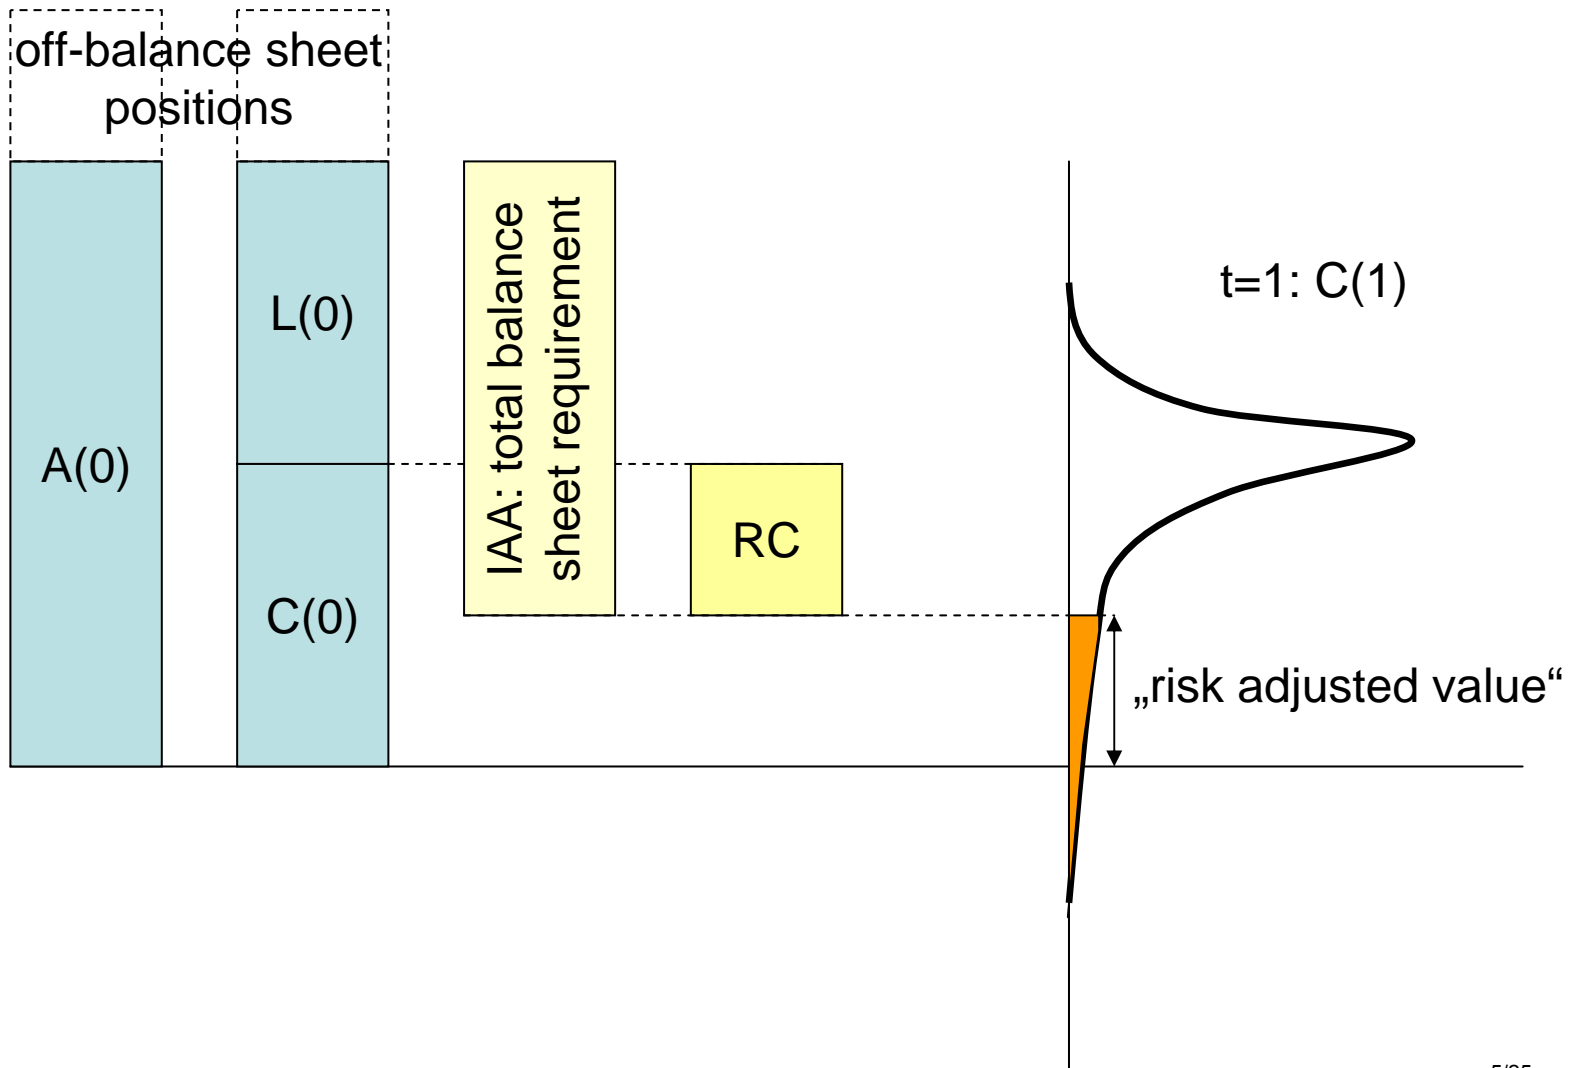 off-balance sheet
positions
A(0)
L(0)
C(0)
IAA: total balance
sheet requirement
RC
t=1: C(1)
„risk adjusted value“